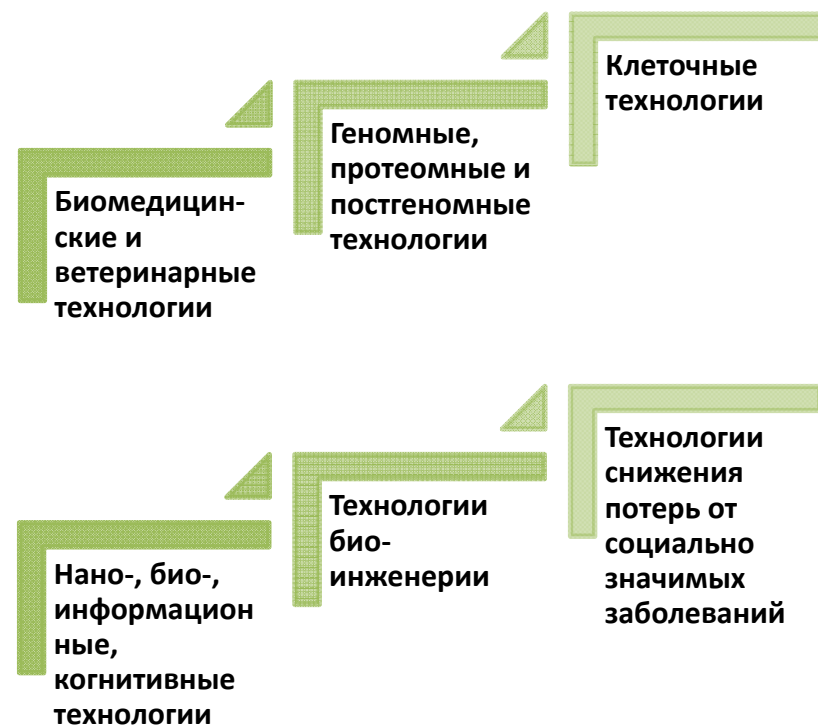 Биомедицин-
ские и
ветеринарные
технологии
Геномные,
протеомные и
постгеномные
технологии
Клеточные
технологии
Нано-, био-,
информацион
ные,
когнитивные
технологии
Технологии
био-
инженерии
Технологии
снижения
потерь от
социально
значимых
заболеваний